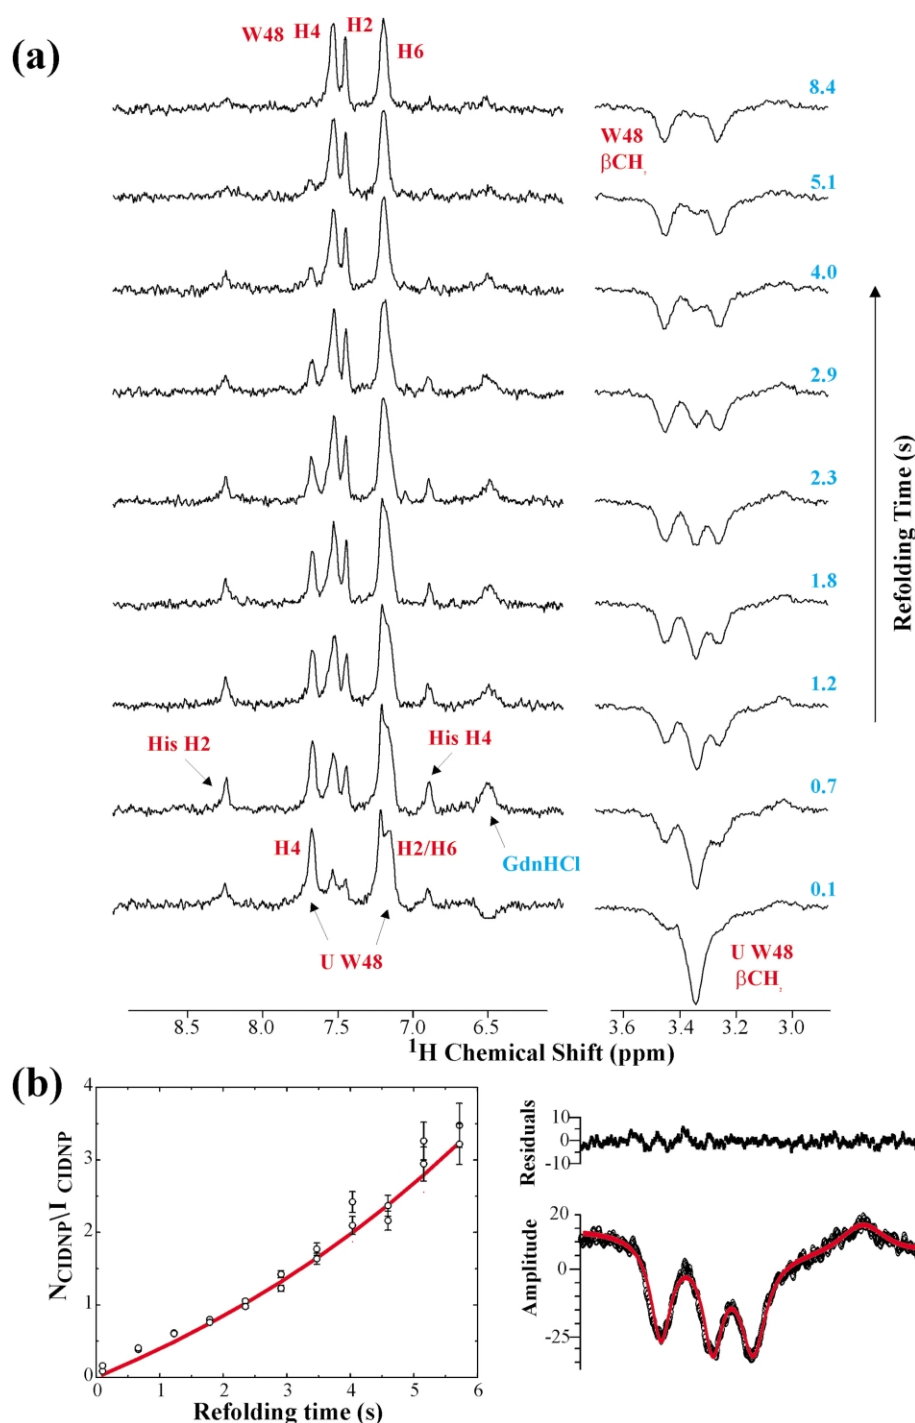 (a)
W48 H4 H2
H6
8.4
W48
βCH₂
5.1
4.0
2.9
2.3
1.8
1.2
Refolding Time (s)
His H2
His H4
0.7
H4
H2/H6
GdnHCl
0.1
U W48
U W48
βCH₂
8.5 8.0 7.5 7.0 6.5 3.6 3.4 3.2 3.0
¹H Chemical Shift (ppm)
(b)
4
3
2
1
0
N CIDNP\I CIDNP
0 1 2 3 4 5 6
Refolding time (s)
10
0
-10
Residuals
20
0
-25
Amplitude